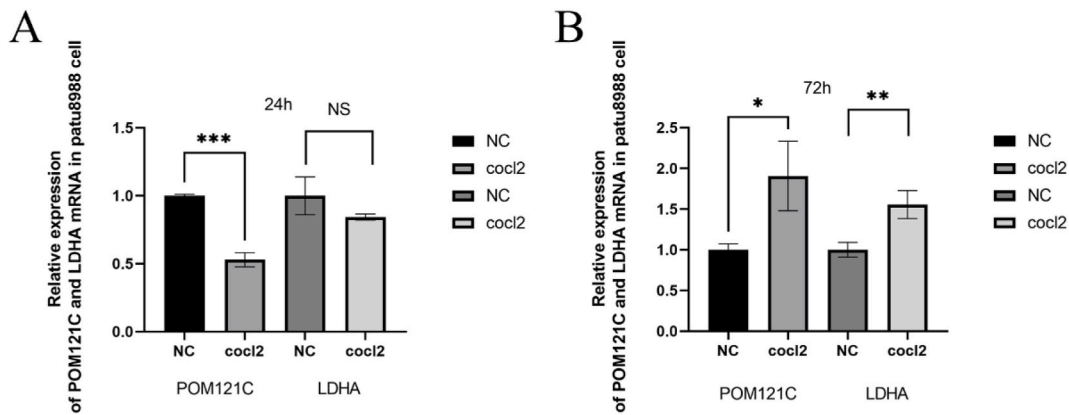 A
Relative expression
of POM121C and LDHA mRNA in patu8988 cell
24h
***
NS
1.5
1.0
0.5
0.0
NC
cocl2
NC
cocl2
POM121C
LDHA
NC
cocl2
NC
cocl2
B
Relative expression
of POM121C and LDHA mRNA in patu8988 cell
72h
*
**
2.5
2.0
1.5
1.0
0.5
0.0
NC
cocl2
NC
cocl2
POM121C
LDHA
NC
cocl2
NC
cocl2